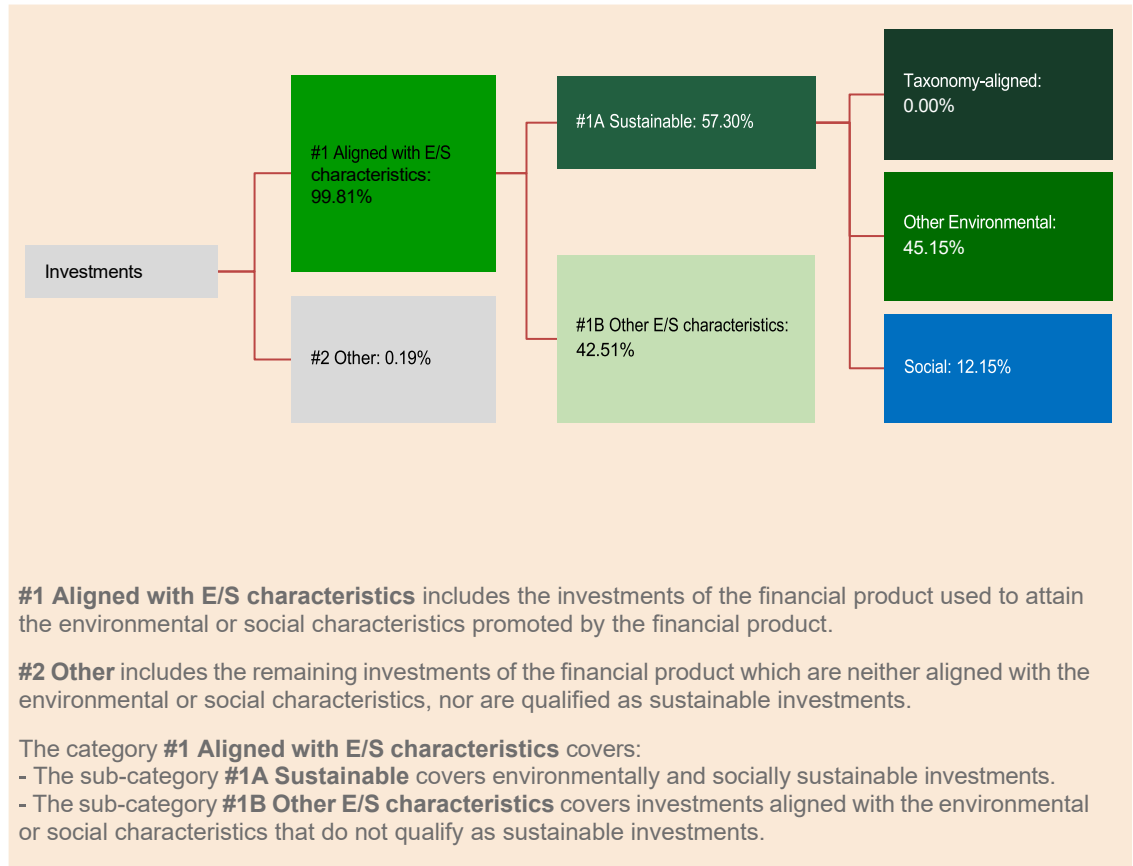 Investments
#1 Aligned with E/S
characteristics:
99.81%
#2 Other: 0.19%
#1A Sustainable: 57.30%
#1B Other E/S characteristics:
42.51%
Taxonomy-aligned:
0.00%
Other Environmental:
45.15%
Social: 12.15%
#1 Aligned with E/S characteristics includes the investments of the financial product used to attain
the environmental or social characteristics promoted by the financial product.
#2 Other includes the remaining investments of the financial product which are neither aligned with the
environmental or social characteristics, nor are qualified as sustainable investments.
The category #1 Aligned with E/S characteristics covers:
- The sub-category #1A Sustainable covers environmentally and socially sustainable investments.
- The sub-category #1B Other E/S characteristics covers investments aligned with the environmental
or social characteristics that do not qualify as sustainable investments.